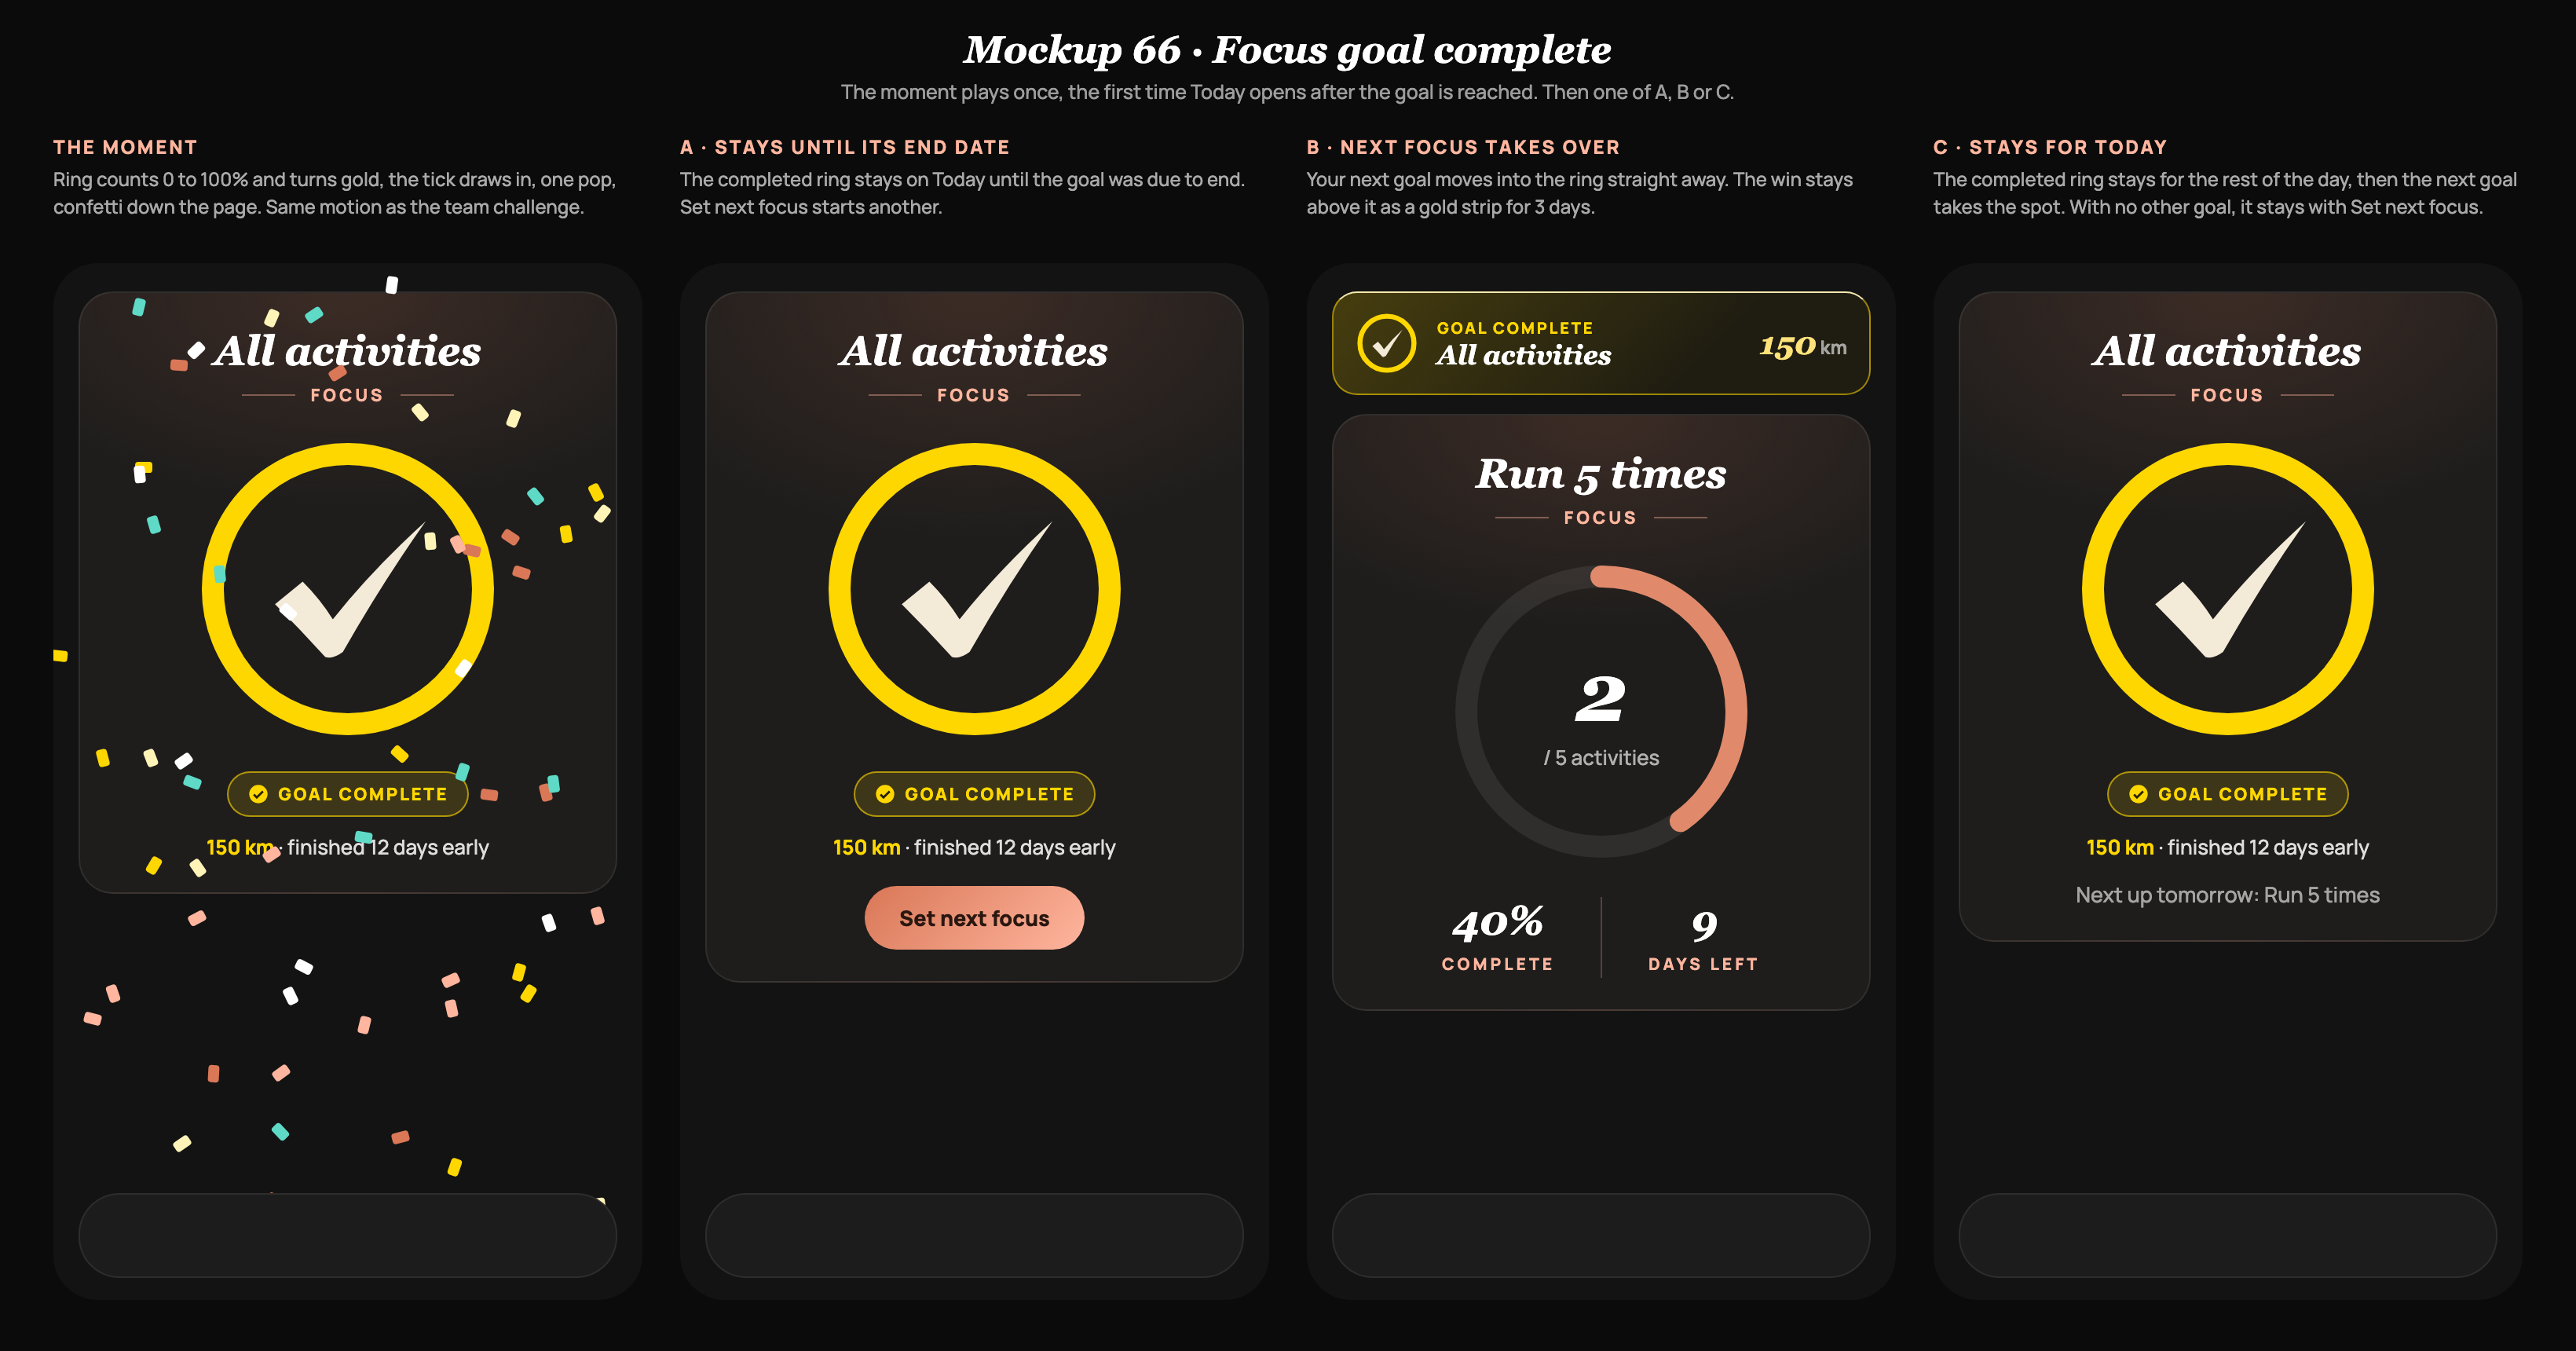 Mockup 66 · Focus goal complete
The moment plays once, the first time Today opens after the goal is reached. Then one of A, B or C.
THE MOMENT
Ring counts 0 to 100% and turns gold, the tick draws in, one pop,
confetti down the page. Same motion as the team challenge.
All activities
FOCUS
GOAL COMPLETE
150 km · finished 12 days early
A · STAYS UNTIL ITS END DATE
The completed ring stays on Today until the goal was due to end.
Set next focus starts another.
All activities
FOCUS
GOAL COMPLETE
150 km · finished 12 days early
Set next focus
B · NEXT FOCUS TAKES OVER
Your next goal moves into the ring straight away. The win stays
above it as a gold strip for 3 days.
GOAL COMPLETE
All activities
150 km
Run 5 times
FOCUS
2
/ 5 activities
40%
COMPLETE
9
DAYS LEFT
C · STAYS FOR TODAY
The completed ring stays for the rest of the day, then the next goal
takes the spot. With no other goal, it stays with Set next focus.
All activities
FOCUS
GOAL COMPLETE
150 km · finished 12 days early
Next up tomorrow: Run 5 times